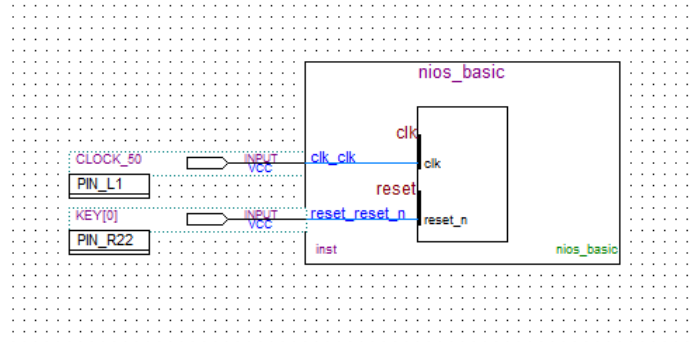 nios_basic
clk
CLOCK_50
INPUT
VCC
clk_clk
clk
PIN_L1
reset
KEY[0]
INPUT
VCC
reset_reset_n
reset_n
PIN_R22
inst
nios_basic